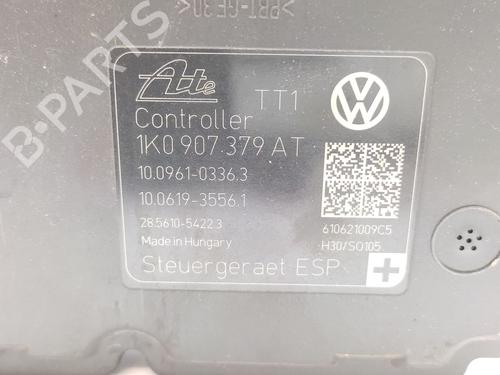 >PBT-GF30<
B-PARTS
Ate
TT1
Controller
1K0 907 379 AT
10.0961-0336.3
10.0619-3556.1
28.5610-5422.3
610621009C5
Made in Hungary
H30/SO105
Steuergeraet ESP